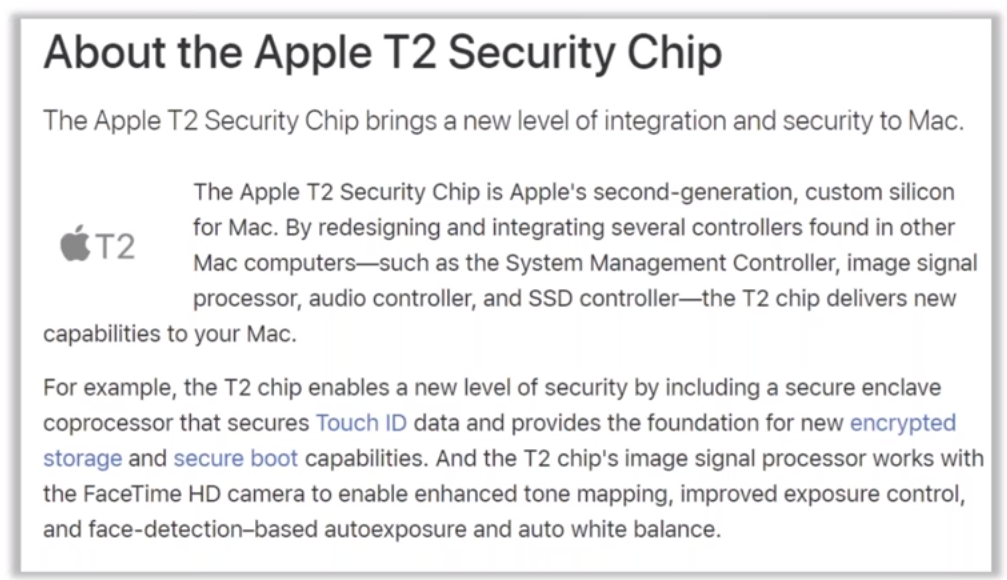 About the Apple T2 Security Chip
The Apple T2 Security Chip brings a new level of integration and security to Mac.
T2
The Apple T2 Security Chip is Apple's second-generation, custom silicon
for Mac. By redesigning and integrating several controllers found in other
Mac computers—such as the System Management Controller, image signal
processor, audio controller, and SSD controller—the T2 chip delivers new
capabilities to your Mac.
For example, the T2 chip enables a new level of security by including a secure enclave
coprocessor that secures Touch ID data and provides the foundation for new encrypted
storage and secure boot capabilities. And the T2 chip's image signal processor works with
the FaceTime HD camera to enable enhanced tone mapping, improved exposure control,
and face-detection–based autoexposure and auto white balance.